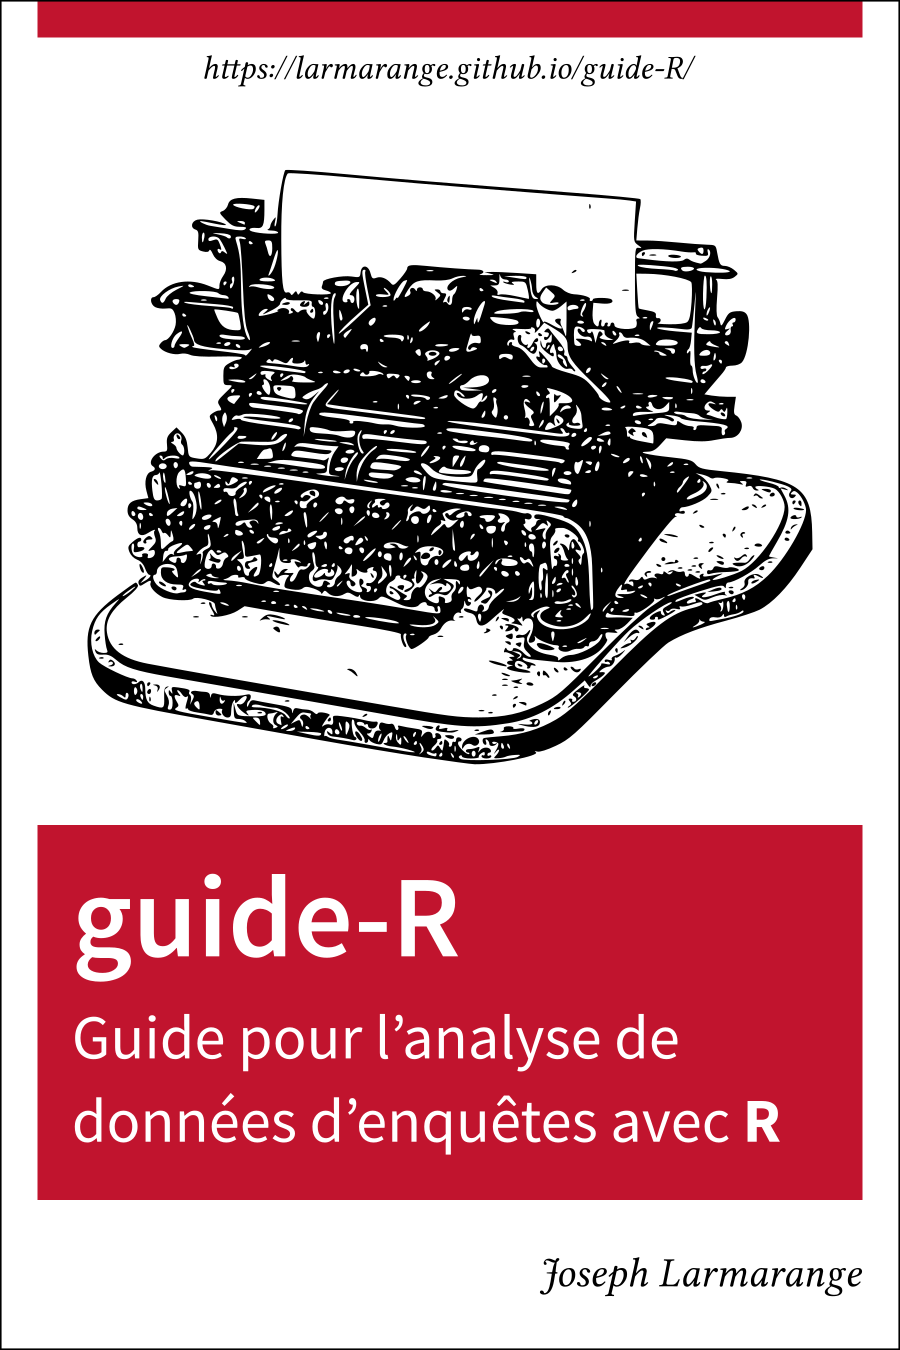 https://larmarange.github.io/guide-R/
guide-R
Guide pour l’analyse de
données d’enquêtes avec R
Joseph Larmarange